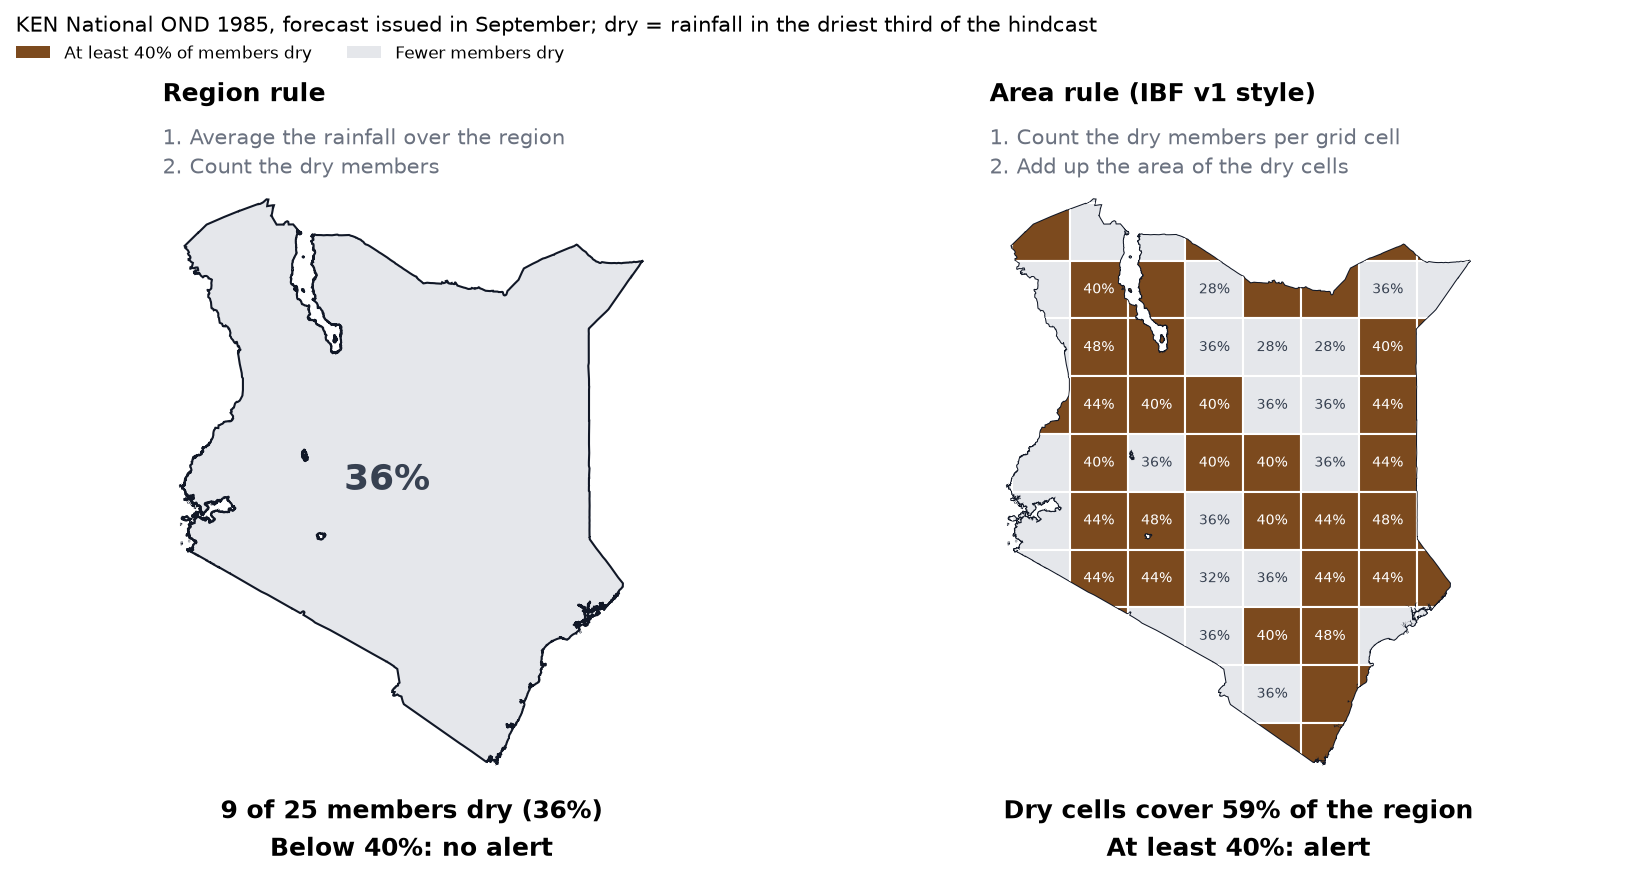 KEN National OND 1985, forecast issued in September; dry = rainfall in the driest third of the hindcast
At least 40% of members dry
Fewer members dry
Region rule
1. Average the rainfall over the region
2. Count the dry members
36%
9 of 25 members dry (36%)
Below 40%: no alert
Area rule (IBF v1 style)
1. Count the dry members per grid cell
2. Add up the area of the dry cells
40% 28% 36%
48% 36% 28% 28% 40%
44% 40% 40% 36% 36% 44%
40% 36% 40% 40% 36% 44%
44% 48% 36% 40% 44% 48%
44% 44% 32% 36% 44% 44%
36% 40% 48%
36%
Dry cells cover 59% of the region
At least 40%: alert